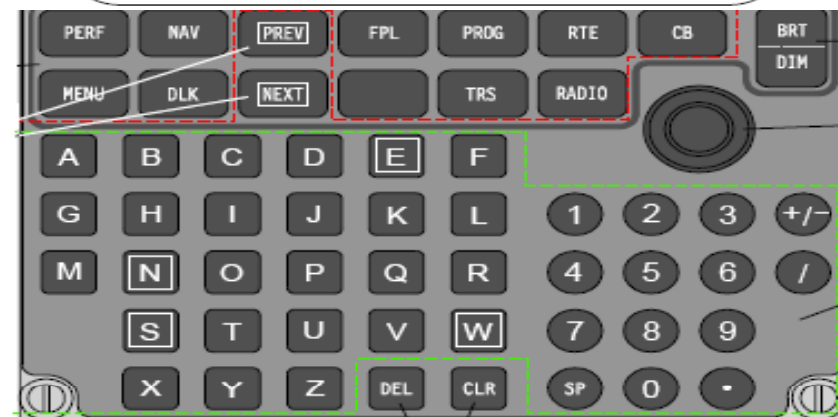 PERF NAV PREV FPL PROG RTE CB BRT
DIM
MENU DLK NEXT TRS RADIO
A B C D E F
G H I J K L 1 2 3 +/-
M N O P Q R 4 5 6 /
S T U V W 7 8 9
X Y Z DEL CLR SP 0 •